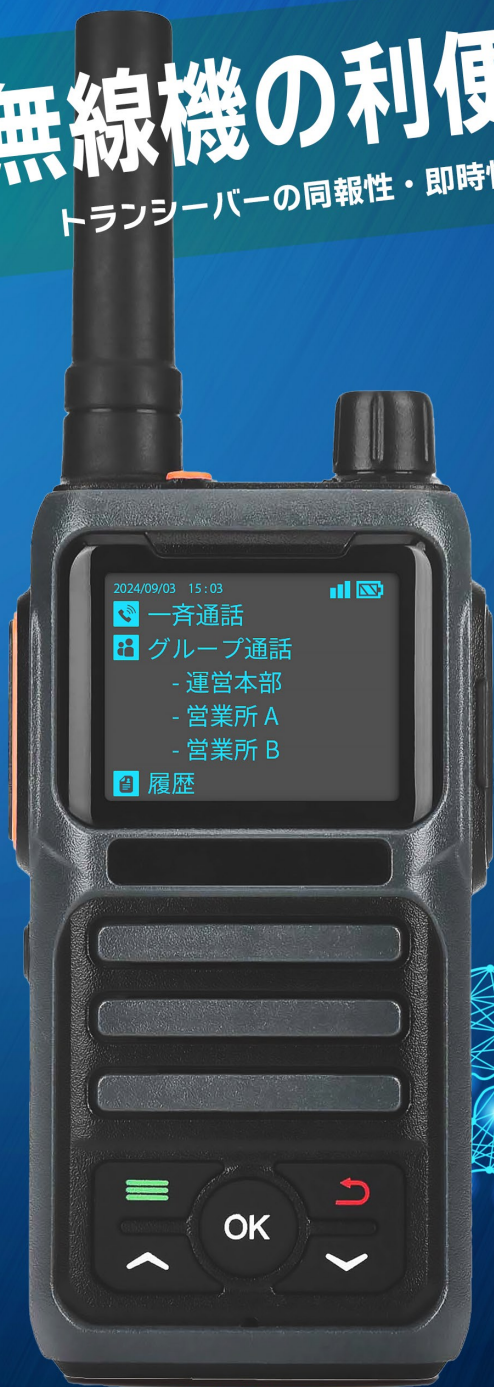 無線機の利便
トランシーバーの同報性・即時性
2024/09/03 15:03
一斉通話
グループ通話
- 運営本部
- 営業所 A
- 営業所 B
履歴
OK